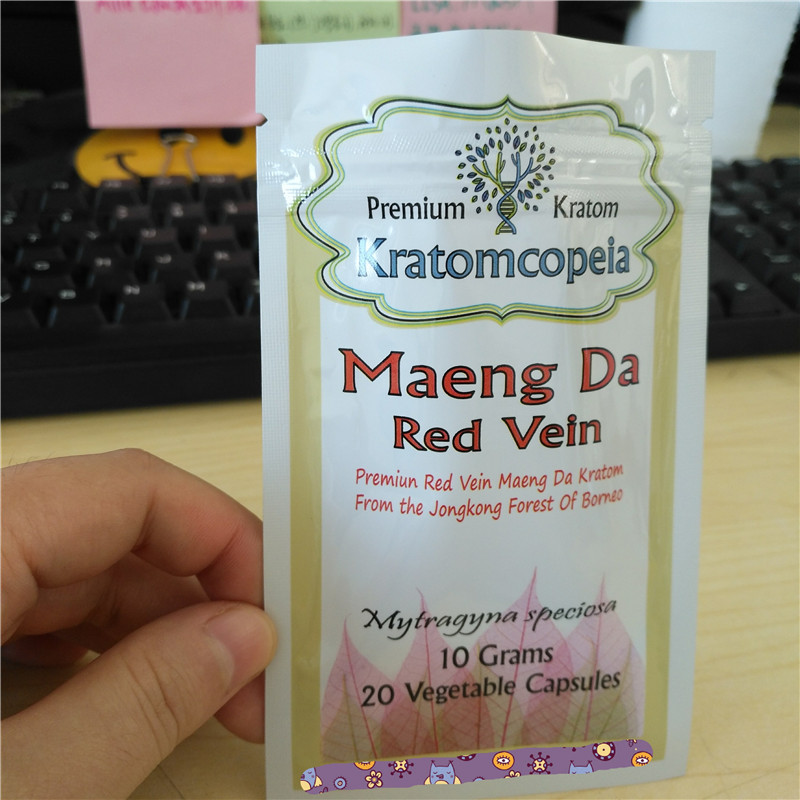 Premium Kratom
Kratomcopeia
Maeng Da
Red Vein
Premiun Red Vein Maeng Da Kratom
From the Jongkong Forest Of Borneo
Mytragyna speciosa
10 Grams
20 Vegetable Capsules